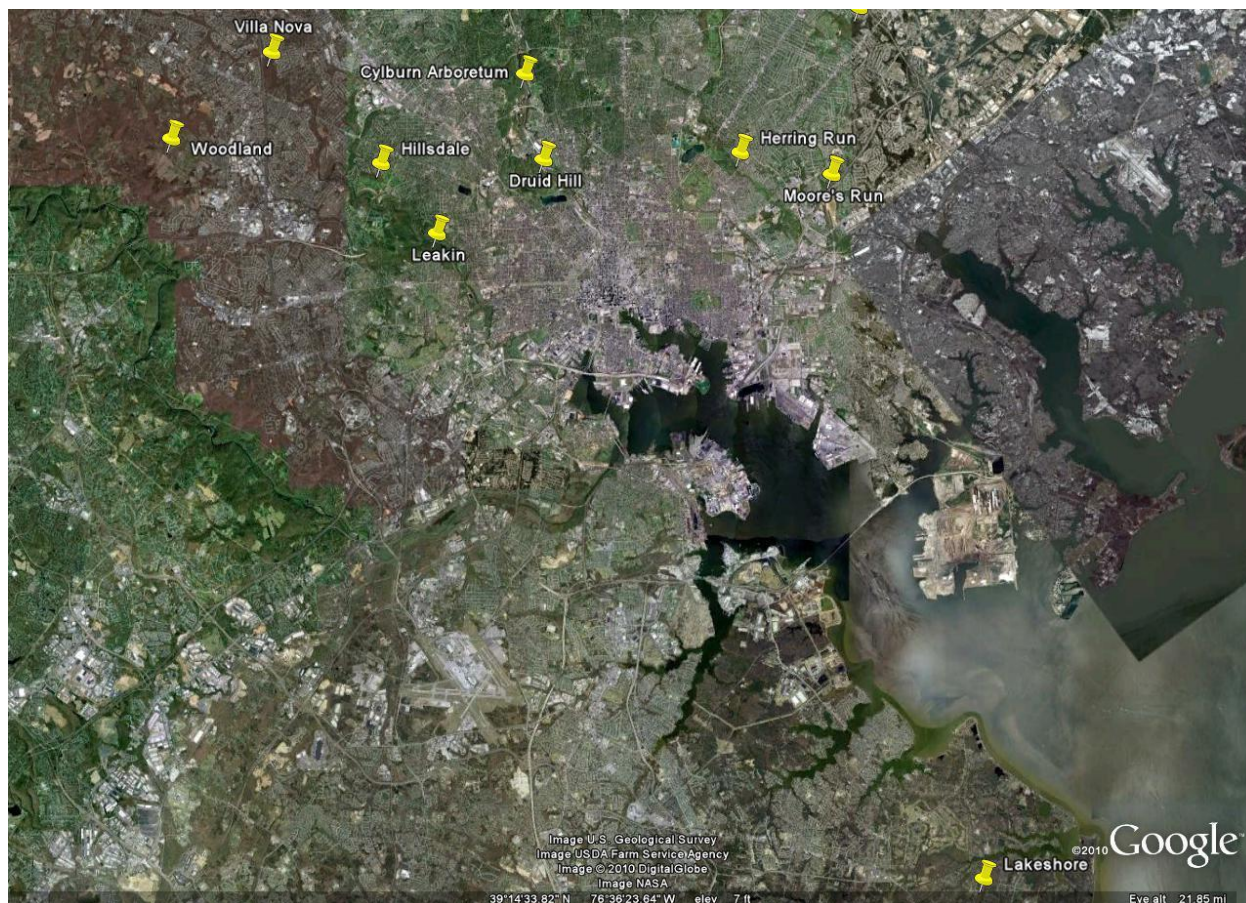 Villa Nova
Cylburn Arboretum
Woodland
Hillsdale
Herring Run
Druid Hill
Moore's Run
Leakin
Image U.S. Geological Survey
Image USDA Farm Service Agency
Image © 2010 DigitalGlobe
Image NASA
©2010 Google
Lakeshore
39°14'33.82" N 76°36'23.64" W elev 7 ft
Eye alt 21.85 mi